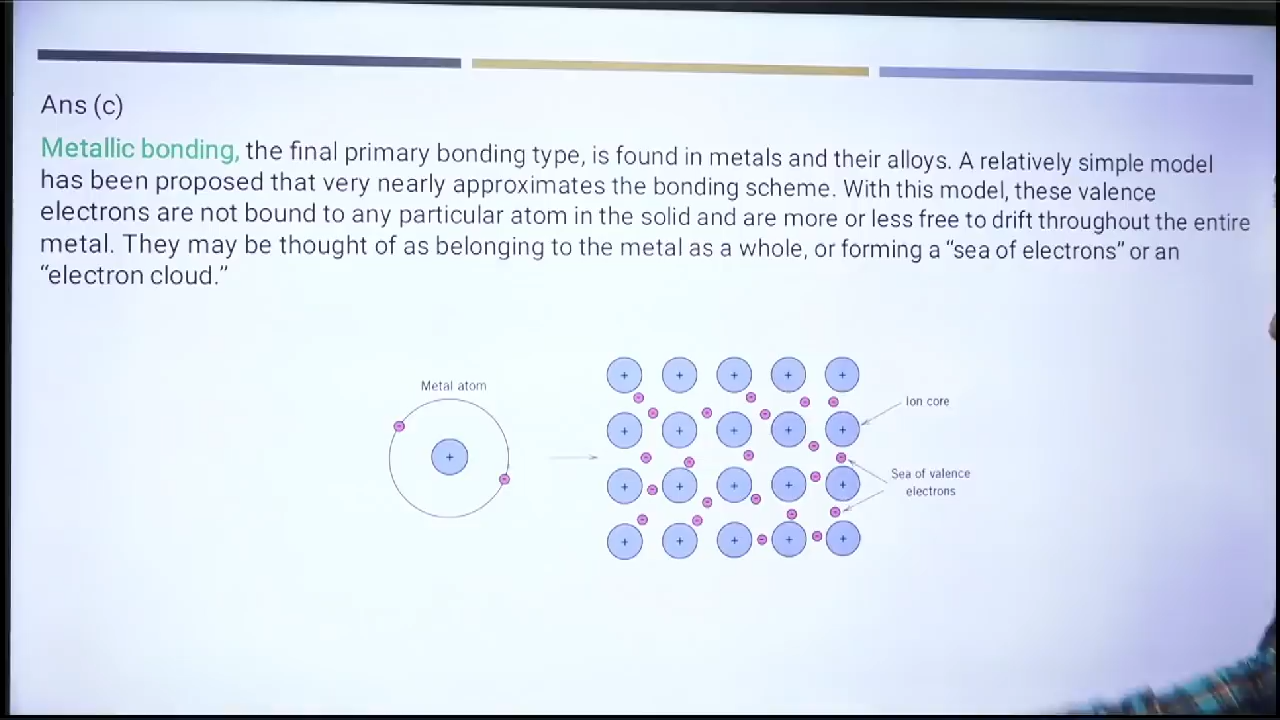 Ans (c)
Metallic bonding, the final primary bonding type, is found in metals and their alloys. A relatively simple model
has been proposed that very nearly approximates the bonding scheme. With this model, these valence
electrons are not bound to any particular atom in the solid and are more or less free to drift throughout the entire
metal. They may be thought of as belonging to the metal as a whole, or forming a “sea of electrons” or an
“electron cloud.”
Metal atom
Ion core
Sea of valence
electrons